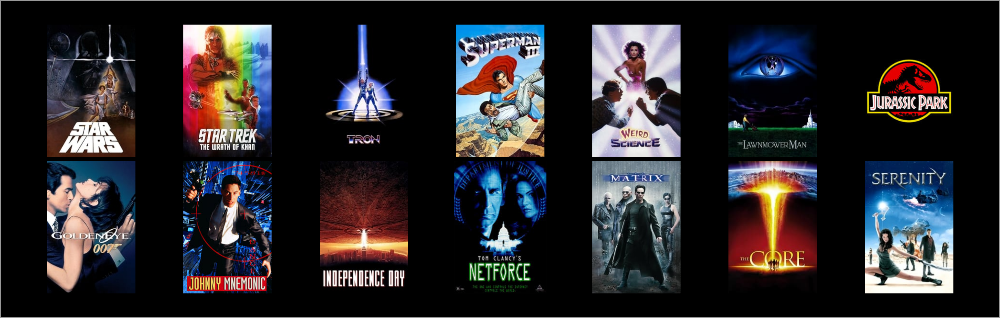 STAR
WARS
STAR TREK
THE WRATH OF KHAN
TRON
SUPERMAN
III
WEIRD
SCIENCE
THE LAWNMOWER MAN
JURASSIC PARK
GOLDENEYE
007
JOHNNY MNEMONIC
INDEPENDENCE DAY
DEPARTMENT OF JUSTICE
TOM CLANCY'S
NETFORCE
THE ONE WHO CONTROLS THE INTERNET
CONTROLS THE WORLD.
MATRIX
THE CORE
SERENITY